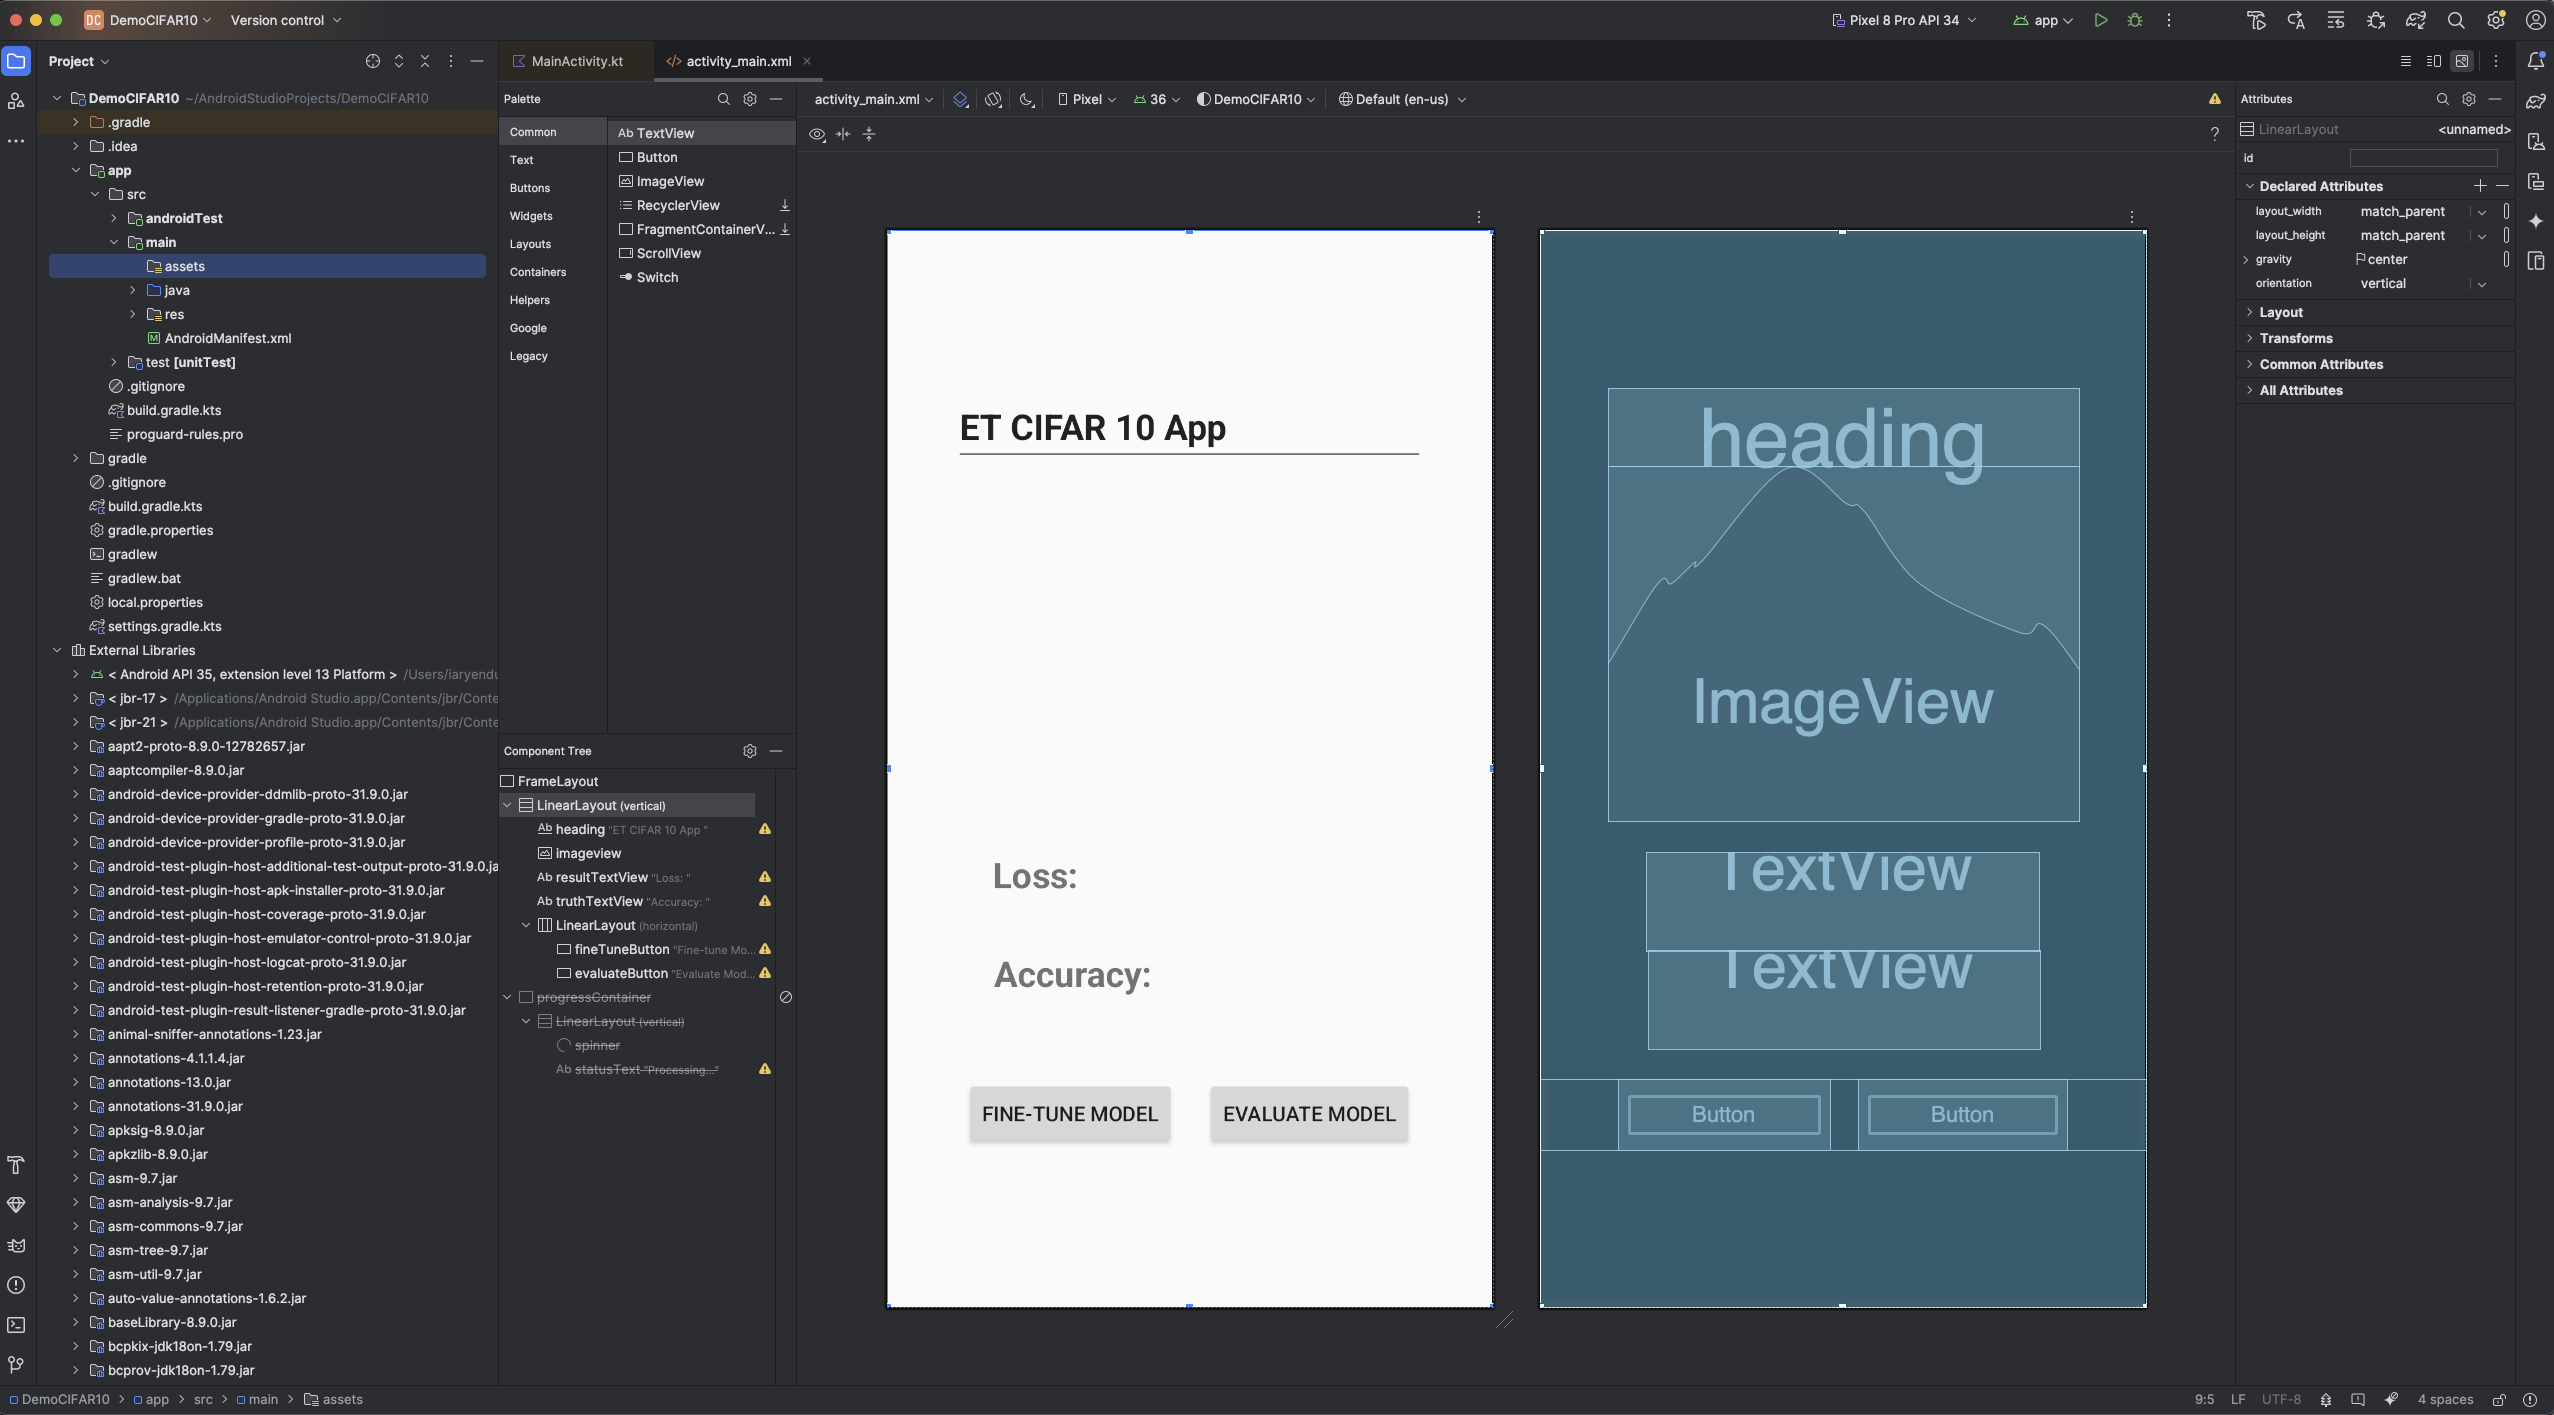 DC DemoCIFAR10 Version control Pixel 8 Pro API 34 app
Project
MainActivity.kt activity_main.xml
DemoCIFAR10 ~/AndroidStudioProjects/DemoCIFAR10
.gradle
.idea
app
src
androidTest
main
assets
java
res
AndroidManifest.xml
test [unitTest]
.gitignore
build.gradle.kts
proguard-rules.pro
gradle
.gitignore
build.gradle.kts
gradle.properties
gradlew
gradlew.bat
local.properties
settings.gradle.kts
External Libraries
< Android API 35, extension level 13 Platform > /Users/iaryendu
< jbr-17 > /Applications/Android Studio.app/Contents/jbr/Conte
< jbr-21 > /Applications/Android Studio.app/Contents/jbr/Conte
aapt2-proto-8.9.0-12782657.jar
aaptcompiler-8.9.0.jar
android-device-provider-ddmlib-proto-31.9.0.jar
android-device-provider-gradle-proto-31.9.0.jar
android-device-provider-profile-proto-31.9.0.jar
android-test-plugin-host-additional-test-output-proto-31.9.0.ja
android-test-plugin-host-apk-installer-proto-31.9.0.jar
android-test-plugin-host-coverage-proto-31.9.0.jar
android-test-plugin-host-emulator-control-proto-31.9.0.jar
android-test-plugin-host-logcat-proto-31.9.0.jar
android-test-plugin-host-retention-proto-31.9.0.jar
android-test-plugin-result-listener-gradle-proto-31.9.0.jar
animal-sniffer-annotations-1.23.jar
annotations-4.1.1.4.jar
annotations-13.0.jar
annotations-31.9.0.jar
apksig-8.9.0.jar
apkzlib-8.9.0.jar
asm-9.7.jar
asm-analysis-9.7.jar
asm-commons-9.7.jar
asm-tree-9.7.jar
asm-util-9.7.jar
auto-value-annotations-1.6.2.jar
baseLibrary-8.9.0.jar
bcpkix-jdk18on-1.79.jar
bcprov-jdk18on-1.79.jar
Palette
Common
Text
Buttons
Widgets
Layouts
Containers
Helpers
Google
Legacy
Ab TextView
Button
ImageView
RecyclerView
FragmentContainerV...
ScrollView
Switch
Component Tree
FrameLayout
LinearLayout (vertical)
Ab heading "ET CIFAR 10 App "
imageview
Ab resultTextView "Loss: "
Ab truthTextView "Accuracy: "
LinearLayout (horizontal)
fineTuneButton "Fine-tune Mo...
evaluateButton "Evaluate Mod...
progressContainer
LinearLayout (vertical)
spinner
Ab statusText "Processing..."
activity_main.xml Pixel 36 DemoCIFAR10 Default (en-us)
?
ET CIFAR 10 App
Loss:
Accuracy:
FINE-TUNE MODEL EVALUATE MODEL
heading
ImageView
TextView
TextView
Button Button
Attributes
LinearLayout <unnamed>
id
Declared Attributes
layout_width match_parent
layout_height match_parent
gravity center
orientation vertical
Layout
Transforms
Common Attributes
All Attributes
DemoCIFAR10 > app > src > main > assets 9:5 LF UTF-8 4 spaces